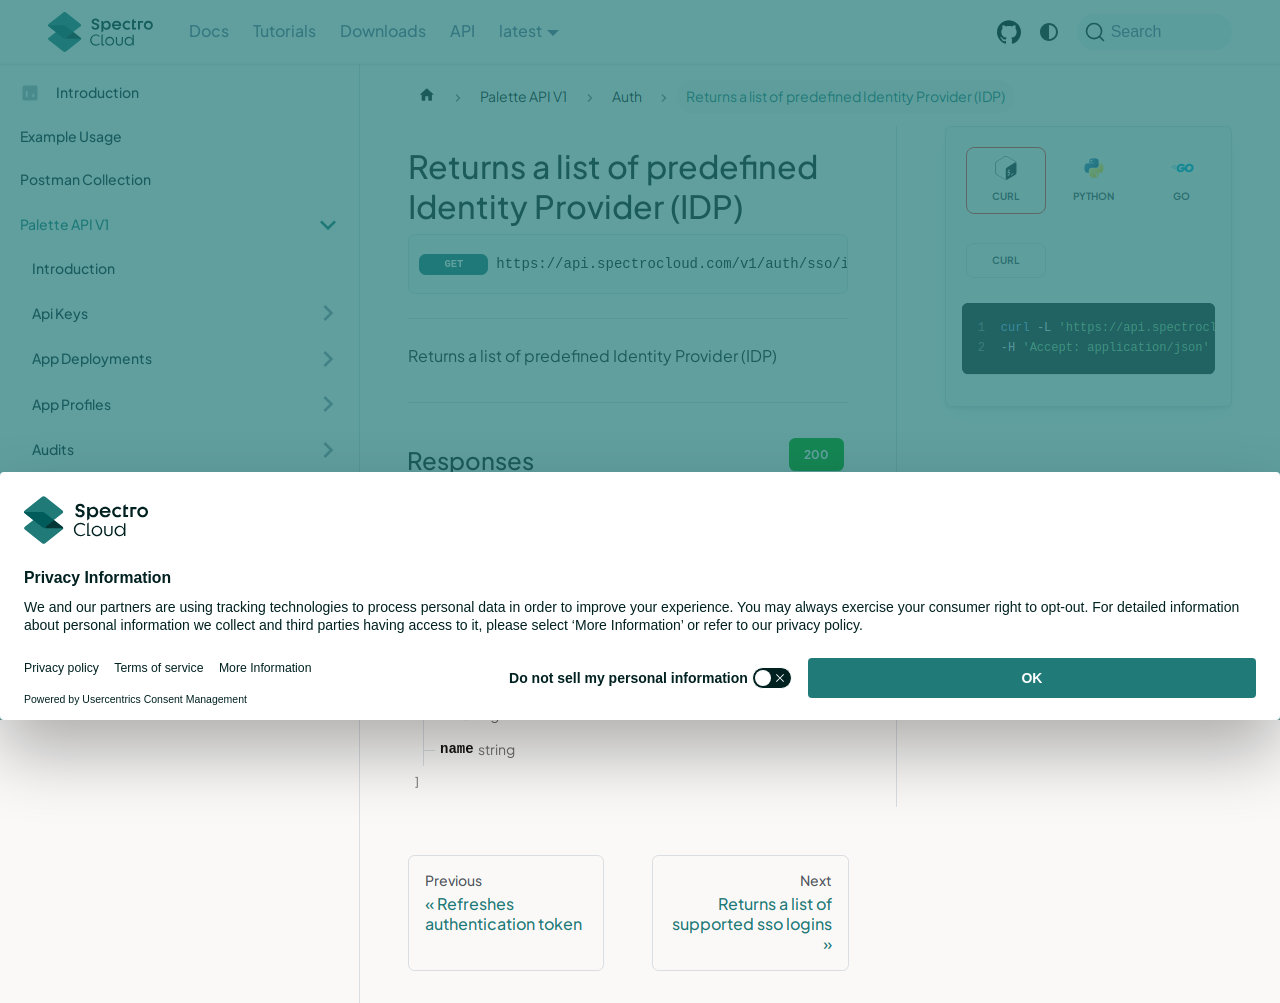 Spectro
Cloud
Docs
Tutorials
Downloads
API
latest
Search
Introduction
Example Usage
Postman Collection
Palette API V1
Introduction
Api Keys
App Deployments
App Profiles
Audits
Palette API V1
Auth
Returns a list of predefined Identity Provider (IDP)
Returns a list of predefined
Identity Provider (IDP)
GET
https://api.spectrocloud.com/v1/auth/sso/i
Returns a list of predefined Identity Provider (IDP)
Responses
200
CURL
PYTHON
GO
CURL
1 curl -L 'https://api.spectrocl
2 -H 'Accept: application/json'
Spectro
Cloud
Privacy Information
We and our partners are using tracking technologies to process personal data in order to improve your experience. You may always exercise your consumer right to opt-out. For detailed information
about personal information we collect and third parties having access to it, please select ‘More Information’ or refer to our privacy policy.
Privacy policy
Terms of service
More Information
Powered by Usercentrics Consent Management
Do not sell my personal information
OK
name string
]
Previous
« Refreshes
authentication token
Next
Returns a list of
supported sso logins
»